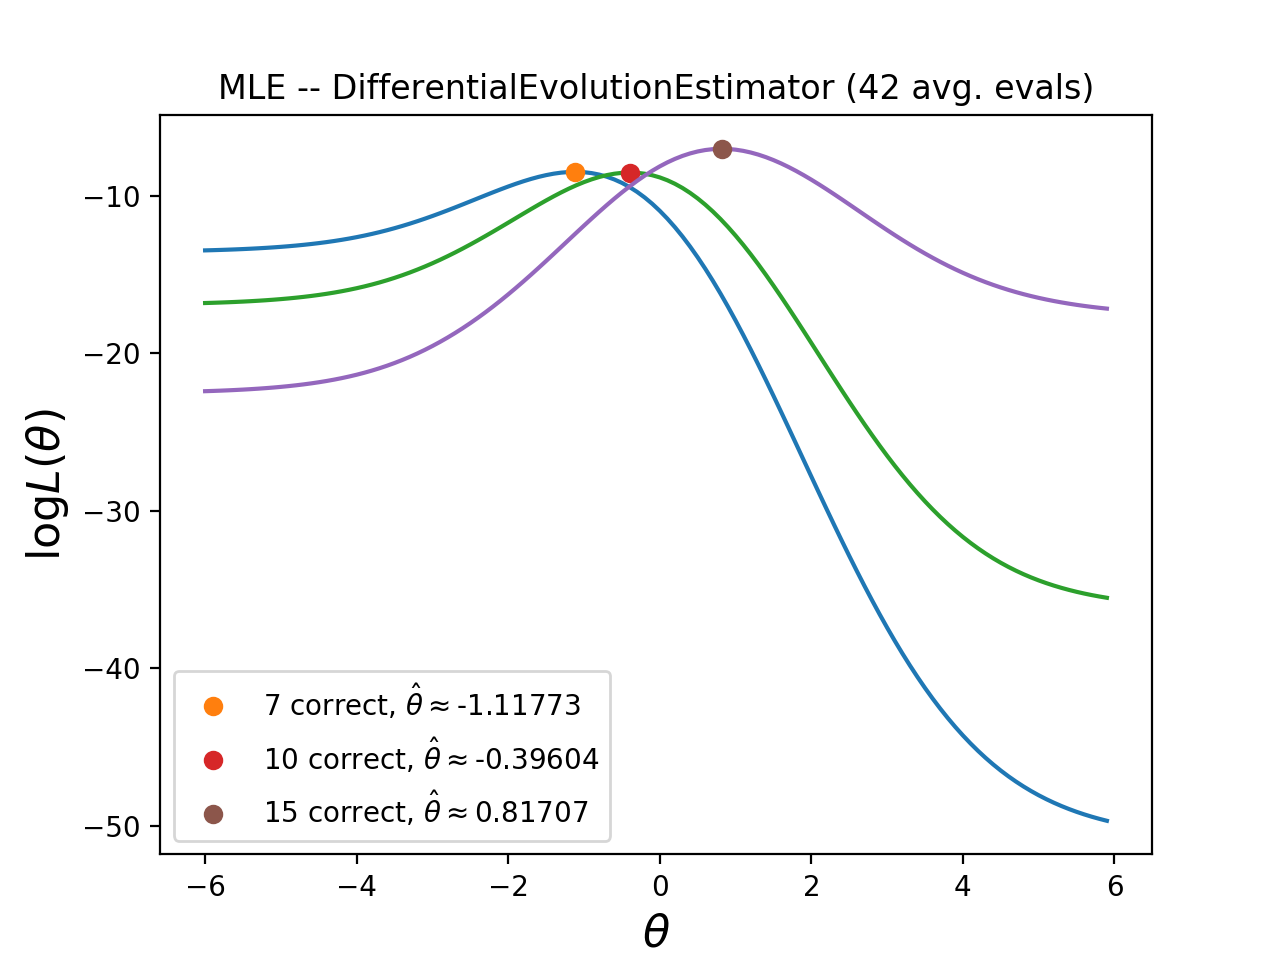 MLE -- DifferentialEvolutionEstimator (42 avg. evals)
logL(θ)
−10
−20
−30
−40
−50
7 correct, θ̂ ≈ -1.11773
10 correct, θ̂ ≈ -0.39604
15 correct, θ̂ ≈ 0.81707
−6 −4 −2 0 2 4 6
θ